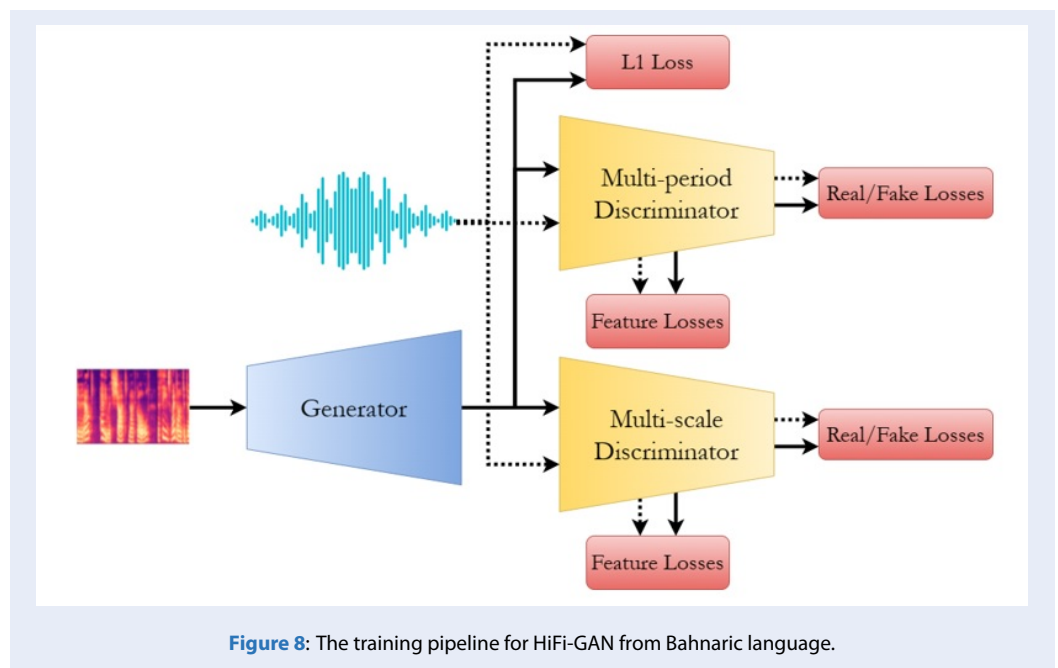 L1 Loss
Multi-period
Discriminator
Real/Fake Losses
Feature Losses
Generator
Multi-scale
Discriminator
Real/Fake Losses
Feature Losses
Figure 8: The training pipeline for HiFi-GAN from Bahnaric language.